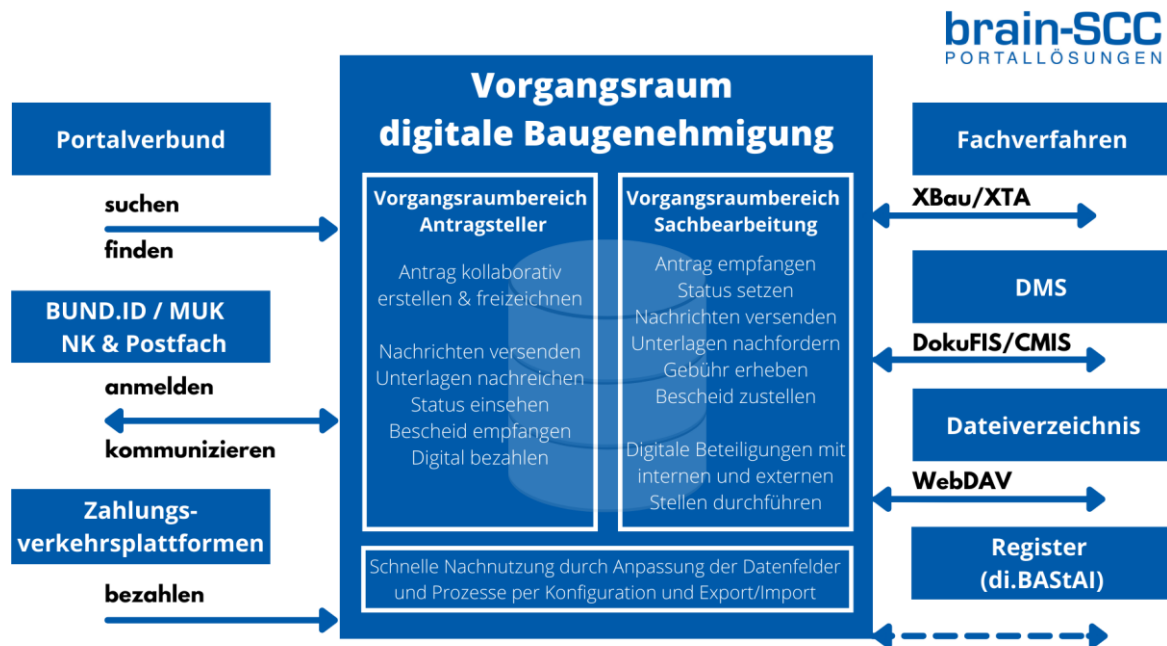 brain-SCC
PORTALLÖSUNGEN
Vorgangsraum
digitale Baugenehmigung
Portalverbund
suchen
finden
BUND.ID / MUK
NK & Postfach
anmelden
kommunizieren
Zahlungs-
verkehrsplattformen
bezahlen
Vorgangsraumbereich
Antragsteller
Antrag kollaborativ
erstellen & freizeichnen
Nachrichten versenden
Unterlagen nachreichen
Status einsehen
Bescheid empfangen
Digital bezahlen
Vorgangsraumbereich
Sachbearbeitung
Antrag empfangen
Status setzen
Nachrichten versenden
Unterlagen nachfordern
Gebühr erheben
Bescheid zustellen
Digitale Beteiligungen mit
internen und externen
Stellen durchführen
Schnelle Nachnutzung durch Anpassung der Datenfelder
und Prozesse per Konfiguration und Export/Import
Fachverfahren
XBau/XTA
DMS
DokuFIS/CMIS
Dateiverzeichnis
WebDAV
Register
(di.BAStAI)